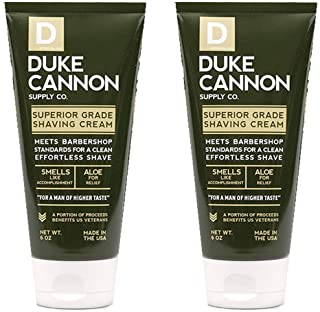 D
DUKE
CANNON
SUPPLY CO.
SUPERIOR GRADE
SHAVING CREAM
MEETS BARBERSHOP
STANDARDS FOR A CLEAN
EFFORTLESS SHAVE
SMELLS
LIKE
ACCOMPLISHMENT
ALOE
FOR
RELIEF
"FOR A MAN OF HIGHER TASTE"
A PORTION OF PROCEEDS
BENEFITS US VETERANS
NET WT.
6 OZ
MADE IN
THE USA
D
DUKE
CANNON
SUPPLY CO.
SUPERIOR GRADE
SHAVING CREAM
MEETS BARBERSHOP
STANDARDS FOR A CLEAN
EFFORTLESS SHAVE
SMELLS
LIKE
ACCOMPLISHMENT
ALOE
FOR
RELIEF
"FOR A MAN OF HIGHER TASTE"
A PORTION OF PROCEEDS
BENEFITS US VETERANS
NET WT.
6 OZ
MADE IN
THE USA